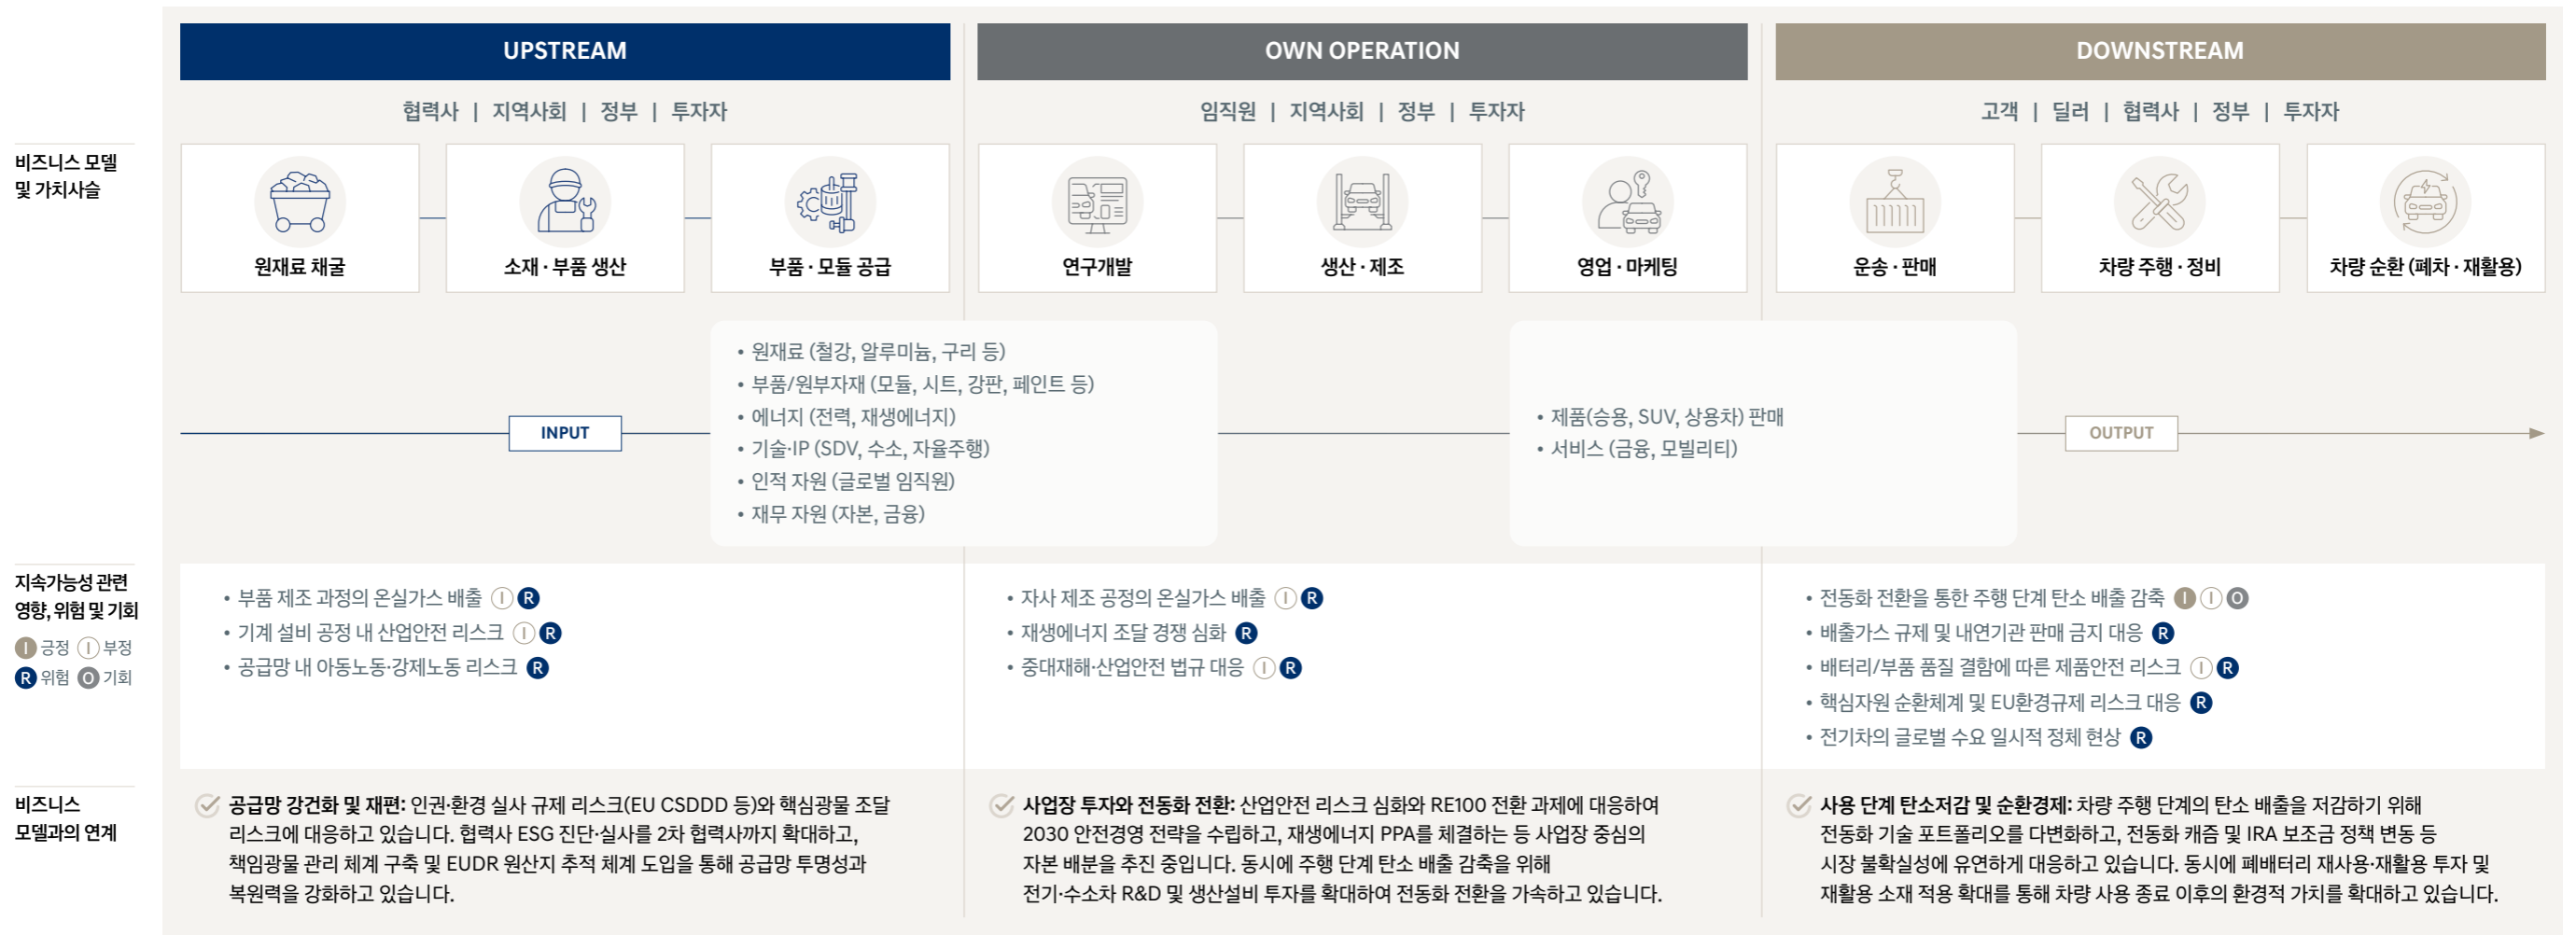 UPSTREAM
OWN OPERATION
DOWNSTREAM
협력사 | 지역사회 | 정부 | 투자자
임직원 | 지역사회 | 정부 | 투자자
고객 | 딜러 | 협력사 | 정부 | 투자자
비즈니스 모델
및 가치사슬
원재료 채굴
소재 · 부품 생산
부품 · 모듈 공급
연구개발
생산 · 제조
영업 · 마케팅
운송 · 판매
차량 주행 · 정비
차량 순환 (폐차 · 재활용)
INPUT
• 원재료 (철강, 알루미늄, 구리 등)
• 부품/원부자재 (모듈, 시트, 강판, 페인트 등)
• 에너지 (전력, 재생에너지)
• 기술·IP (SDV, 수소, 자율주행)
• 인적 자원 (글로벌 임직원)
• 재무 자원 (자본, 금융)
• 제품(승용, SUV, 상용차) 판매
• 서비스 (금융, 모빌리티)
OUTPUT
지속가능성 관련
영향, 위험 및 기회
I 긍정 I 부정
R 위험 O 기회
• 부품 제조 과정의 온실가스 배출 I R
• 기계 설비 공정 내 산업안전 리스크 I R
• 공급망 내 아동노동·강제노동 리스크 R
• 자사 제조 공정의 온실가스 배출 I R
• 재생에너지 조달 경쟁 심화 R
• 중대재해·산업안전 법규 대응 I R
• 전동화 전환을 통한 주행 단계 탄소 배출 감축 I I O
• 배출가스 규제 및 내연기관 판매 금지 대응 R
• 배터리/부품 품질 결함에 따른 제품안전 리스크 I R
• 핵심자원 순환체계 및 EU환경규제 리스크 대응 R
• 전기차의 글로벌 수요 일시적 정체 현상 R
비즈니스
모델과의 연계
공급망 강건화 및 재편: 인권·환경 실사 규제 리스크(EU CSDDD 등)와 핵심광물 조달
리스크에 대응하고 있습니다. 협력사 ESG 진단·실사를 2차 협력사까지 확대하고,
책임광물 관리 체계 구축 및 EUDR 원산지 추적 체계 도입을 통해 공급망 투명성과
복원력을 강화하고 있습니다.
사업장 투자와 전동화 전환: 산업안전 리스크 심화와 RE100 전환 과제에 대응하여
2030 안전경영 전략을 수립하고, 재생에너지 PPA를 체결하는 등 사업장 중심의
자본 배분을 추진 중입니다. 동시에 주행 단계 탄소 배출 감축을 위해
전기·수소차 R&D 및 생산설비 투자를 확대하여 전동화 전환을 가속하고 있습니다.
사용 단계 탄소저감 및 순환경제: 차량 주행 단계의 탄소 배출을 저감하기 위해
전동화 기술 포트폴리오를 다변화하고, 전동화 캐즘 및 IRA 보조금 정책 변동 등
시장 불확실성에 유연하게 대응하고 있습니다. 동시에 폐배터리 재사용·재활용 투자 및
재활용 소재 적용 확대를 통해 차량 사용 종료 이후의 환경적 가치를 확대하고 있습니다.